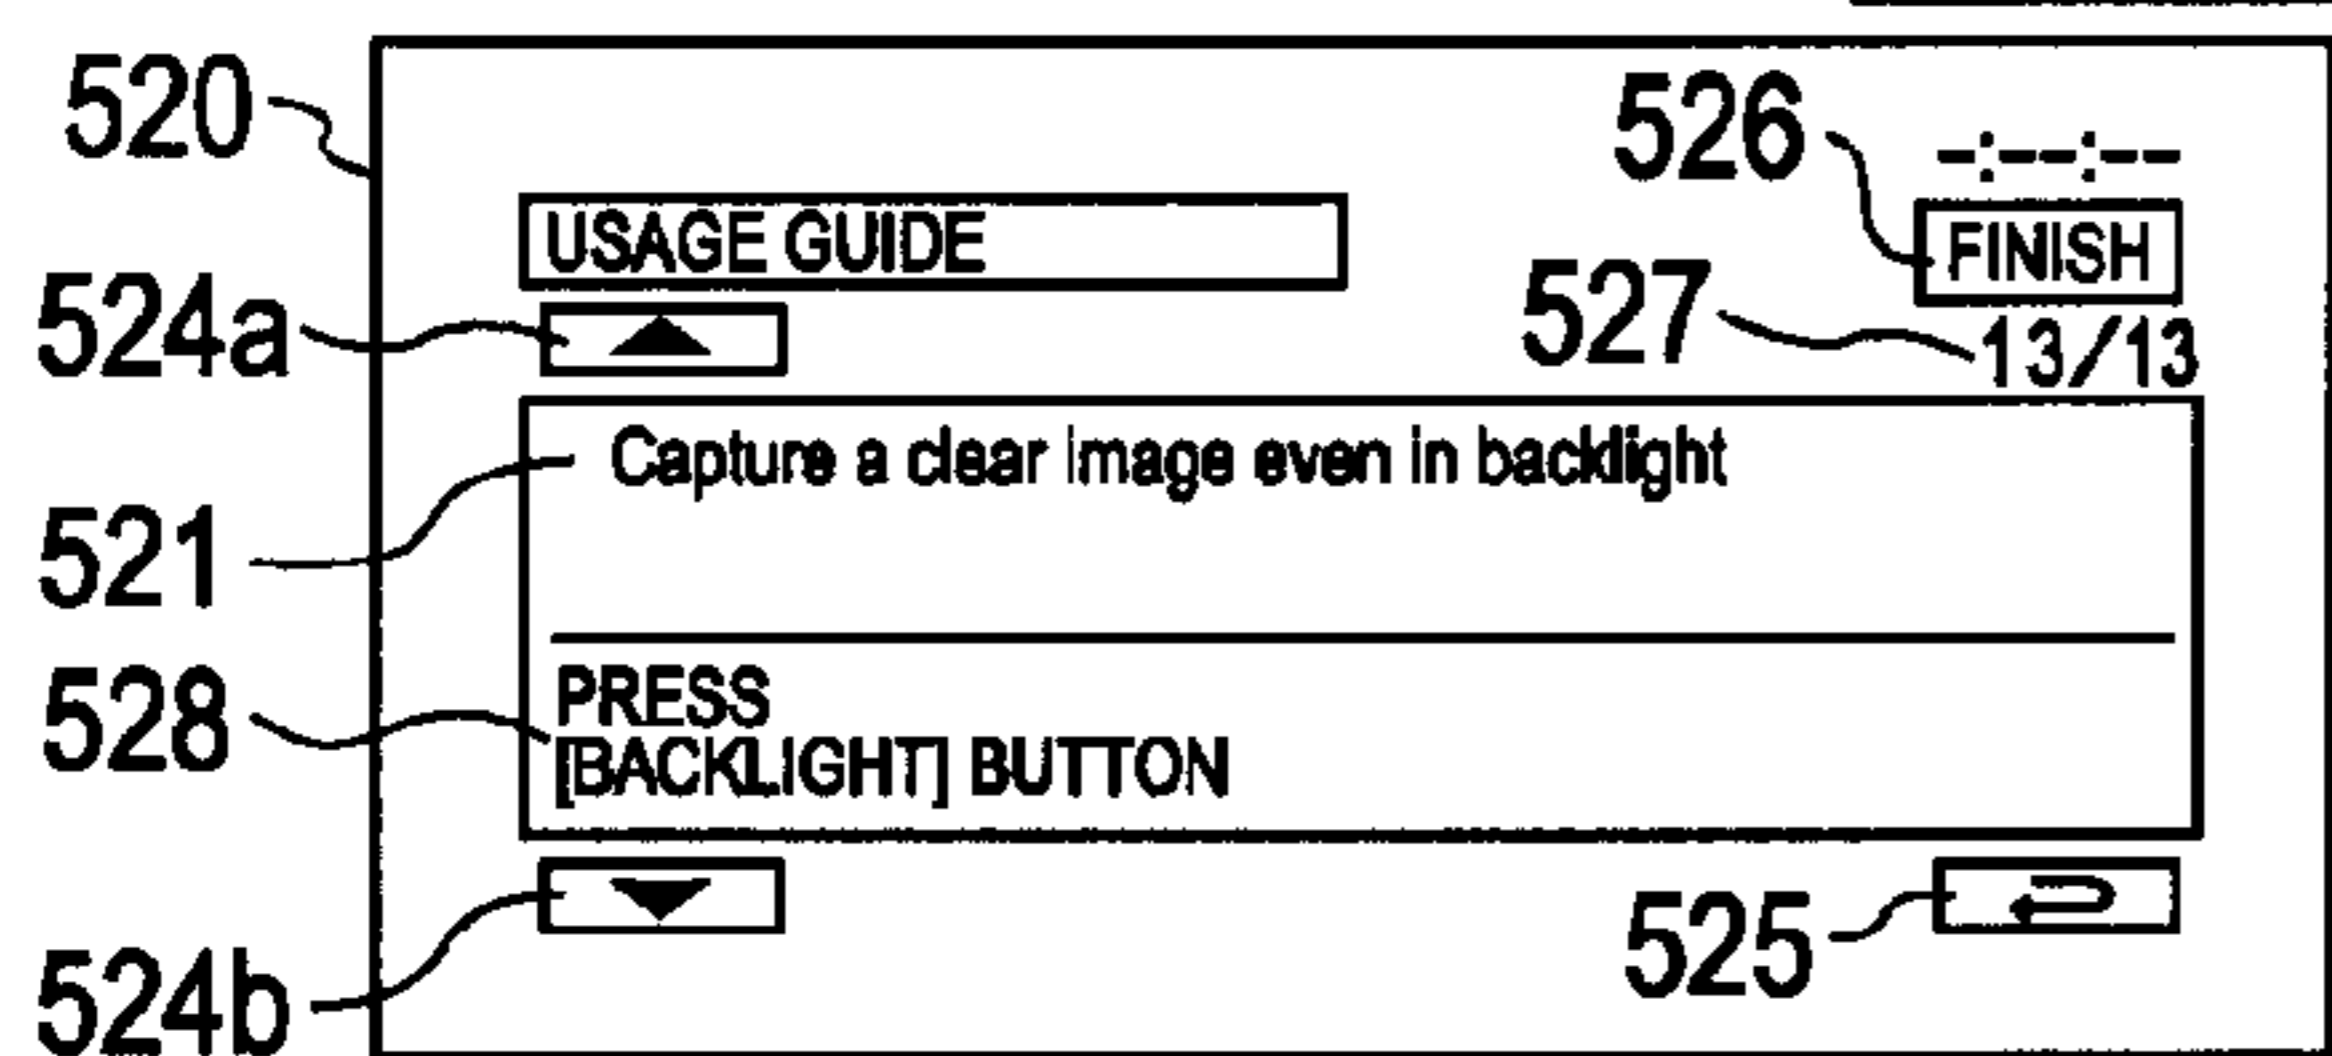 520
526
-:--:--
USAGE GUIDE
FINISH
524a
527
13/13
Capture a clear image even in backlight
521
PRESS
528
[BACKLIGHT] BUTTON
525
524b